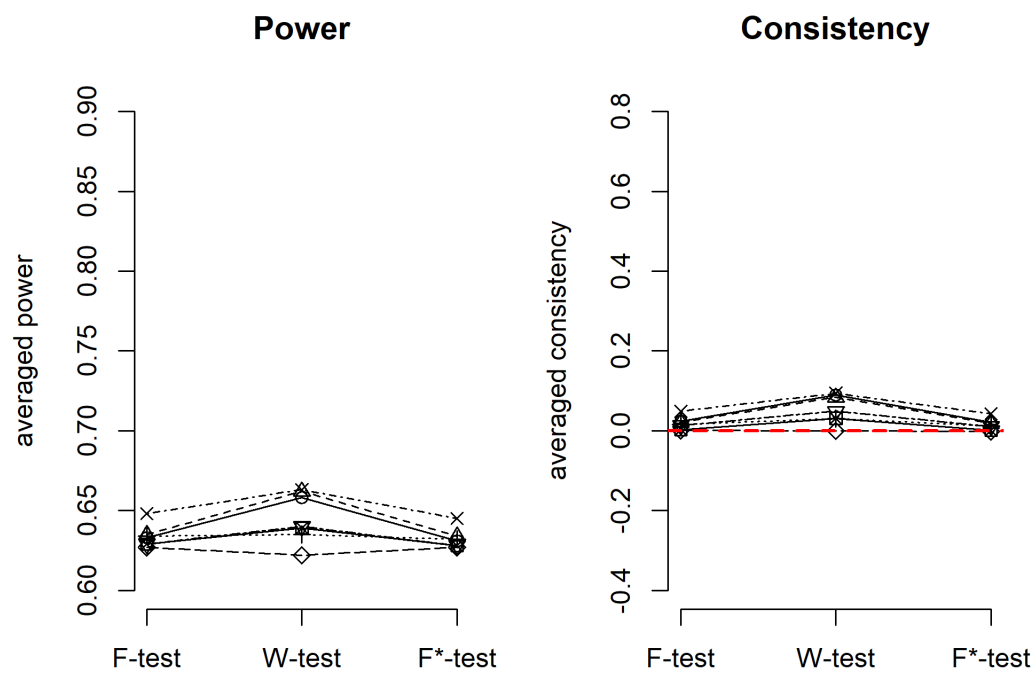 Power
averaged power
0.90
0.85
0.80
0.75
0.70
0.65
0.60
F-test W-test F*-test
Consistency
averaged consistency
0.8
0.6
0.4
0.2
0.0
-0.2
-0.4
F-test W-test F*-test